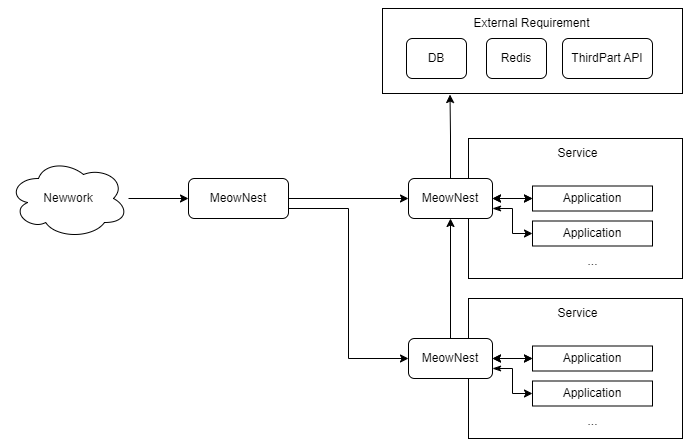 External Requirement
DB
Redis
ThirdPart API
Newwork
MeowNest
MeowNest
Service
Application
Application
...
MeowNest
Service
Application
Application
...